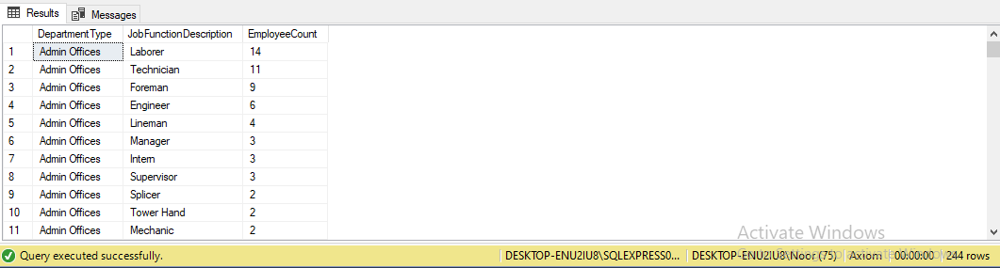 Results Messages
DepartmentType JobFunctionDescription EmployeeCount
1 Admin Offices Laborer 14
2 Admin Offices Technician 11
3 Admin Offices Foreman 9
4 Admin Offices Engineer 6
5 Admin Offices Lineman 4
6 Admin Offices Manager 3
7 Admin Offices Intern 3
8 Admin Offices Supervisor 3
9 Admin Offices Splicer 2
10 Admin Offices Tower Hand 2
11 Admin Offices Mechanic 2
Activate Windows
Query executed successfully. DESKTOP-ENU2IU8\SQLEXPRESS0... DESKTOP-ENU2IU8\Noor (75) Axiom 00:00:00 244 rows